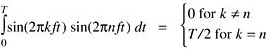 ∫₀ᵀ sin(2πkft) sin(2πnft) dt = { 0 for k ≠ n
T/2 for k = n